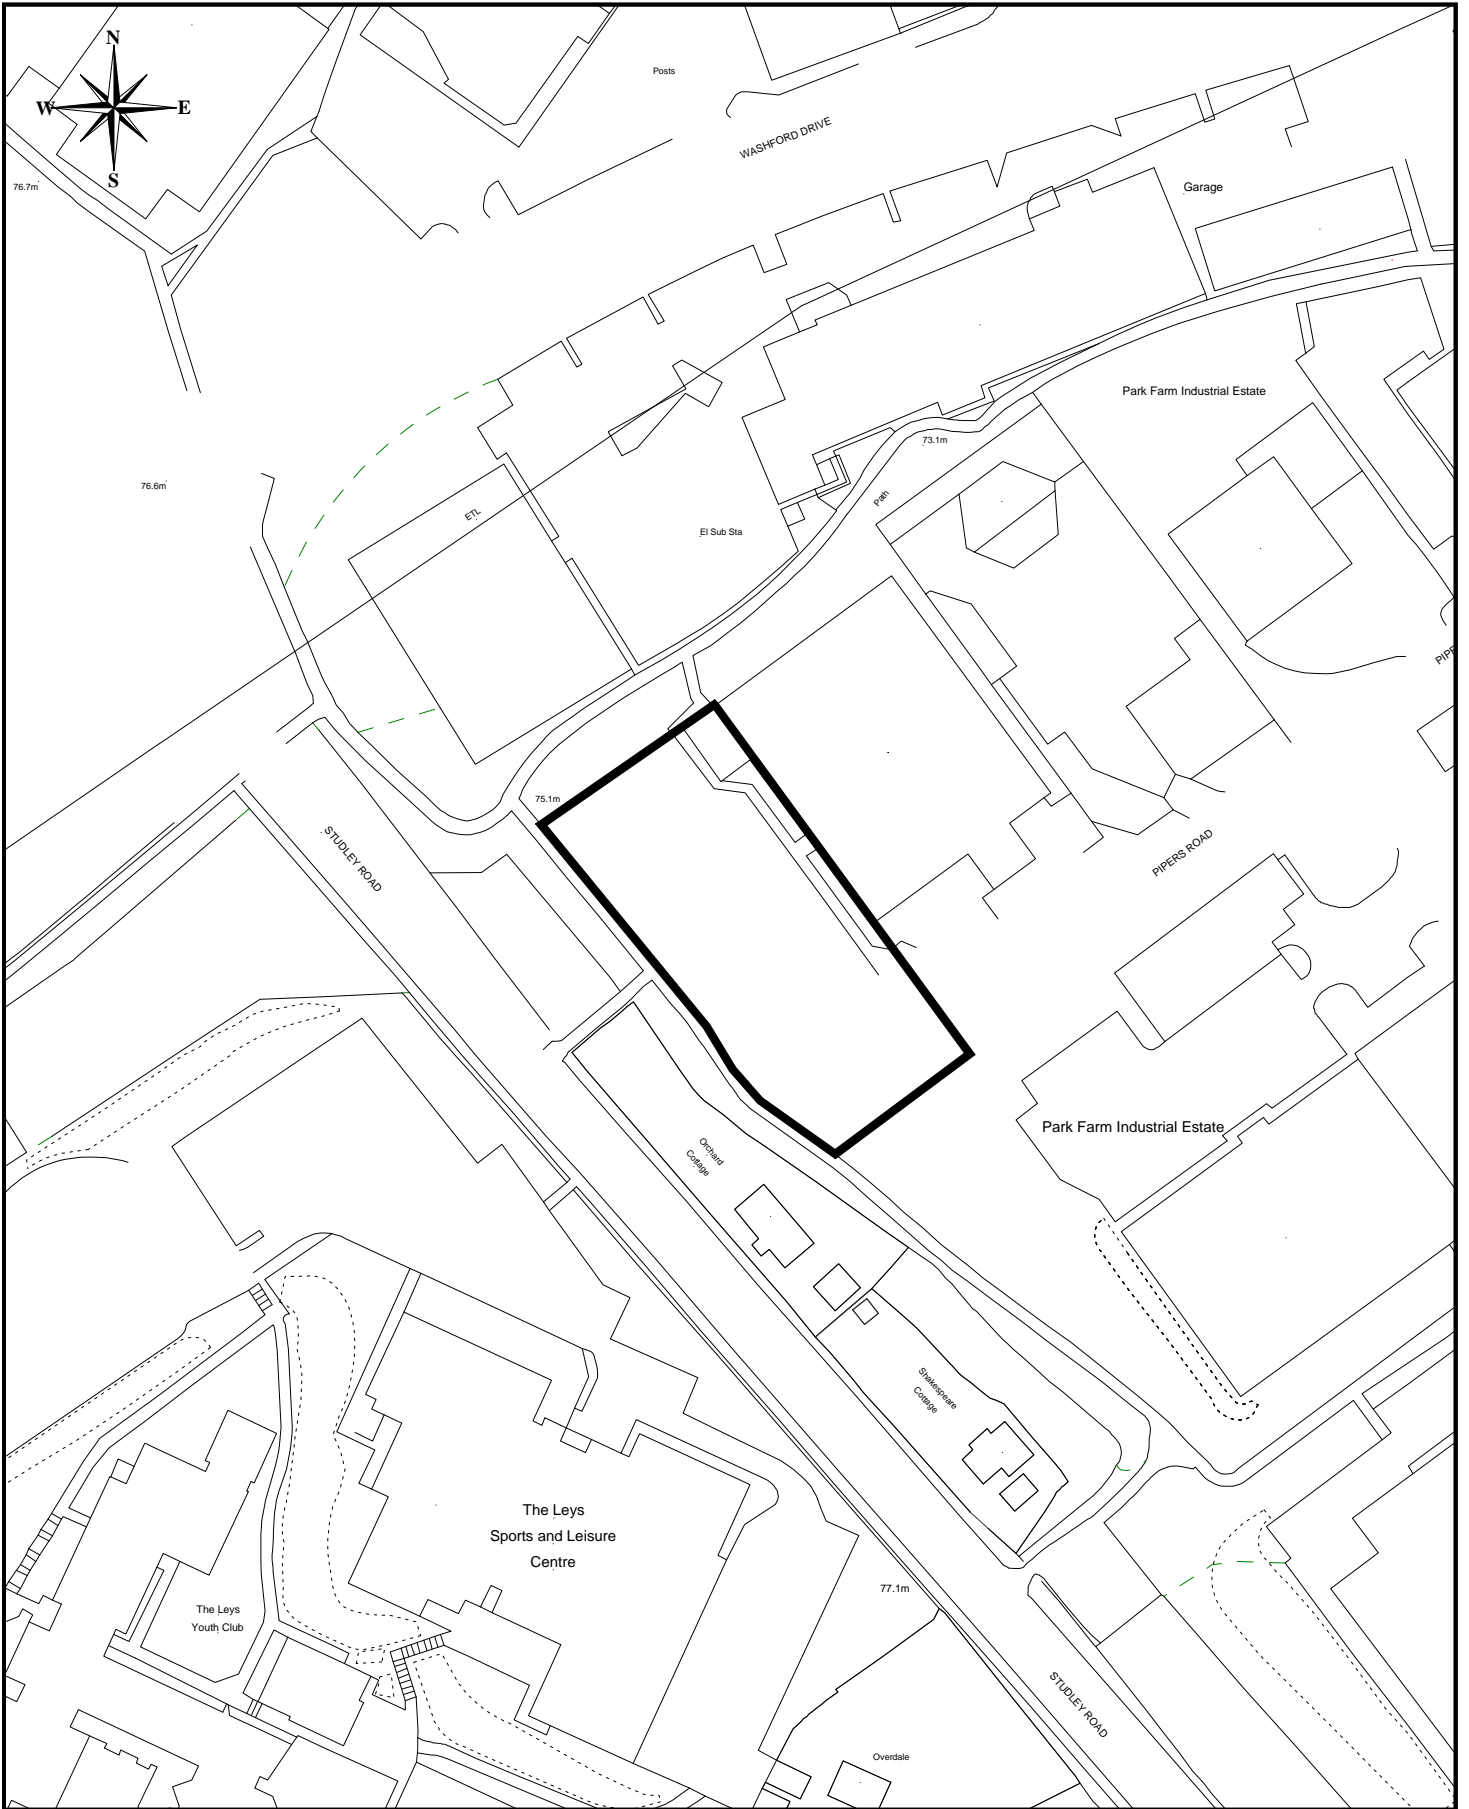 N
Posts
W
E
WASHFORD DRIVE
S
76.7m
Garage
Park Farm Industrial Estate
73.1m
76.6m
Path
ETL
El Sub Sta
75.1m
STUDLEY ROAD
PIPERS ROAD
Park Farm Industrial Estate
Orchard
Cottage
Shakespeare
Cottage
The Leys
Sports and Leisure
Centre
77.1m
The Leys
Youth Club
STUDLEY ROAD
Overdale